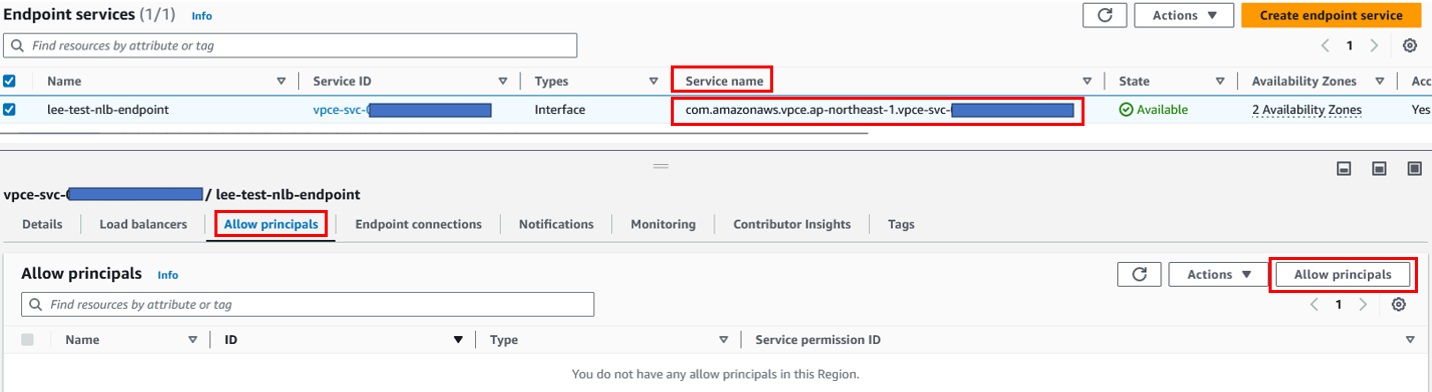 Endpoint services (1/1) Info Actions ▼ Create endpoint service
Find resources by attribute or tag 1
Name Service ID Types Service name State Availability Zones Acc
lee-test-nlb-endpoint vpce-svc- Interface com.amazonaws.vpce.ap-northeast-1.vpce-svc- Available 2 Availability Zones Yes
vpce-svc- / lee-test-nlb-endpoint
Details Load balancers Allow principals Endpoint connections Notifications Monitoring Contributor Insights Tags
Allow principals Info Actions ▼ Allow principals
Find resources by attribute or tag 1
Name ID Type Service permission ID
You do not have any allow principals in this Region.